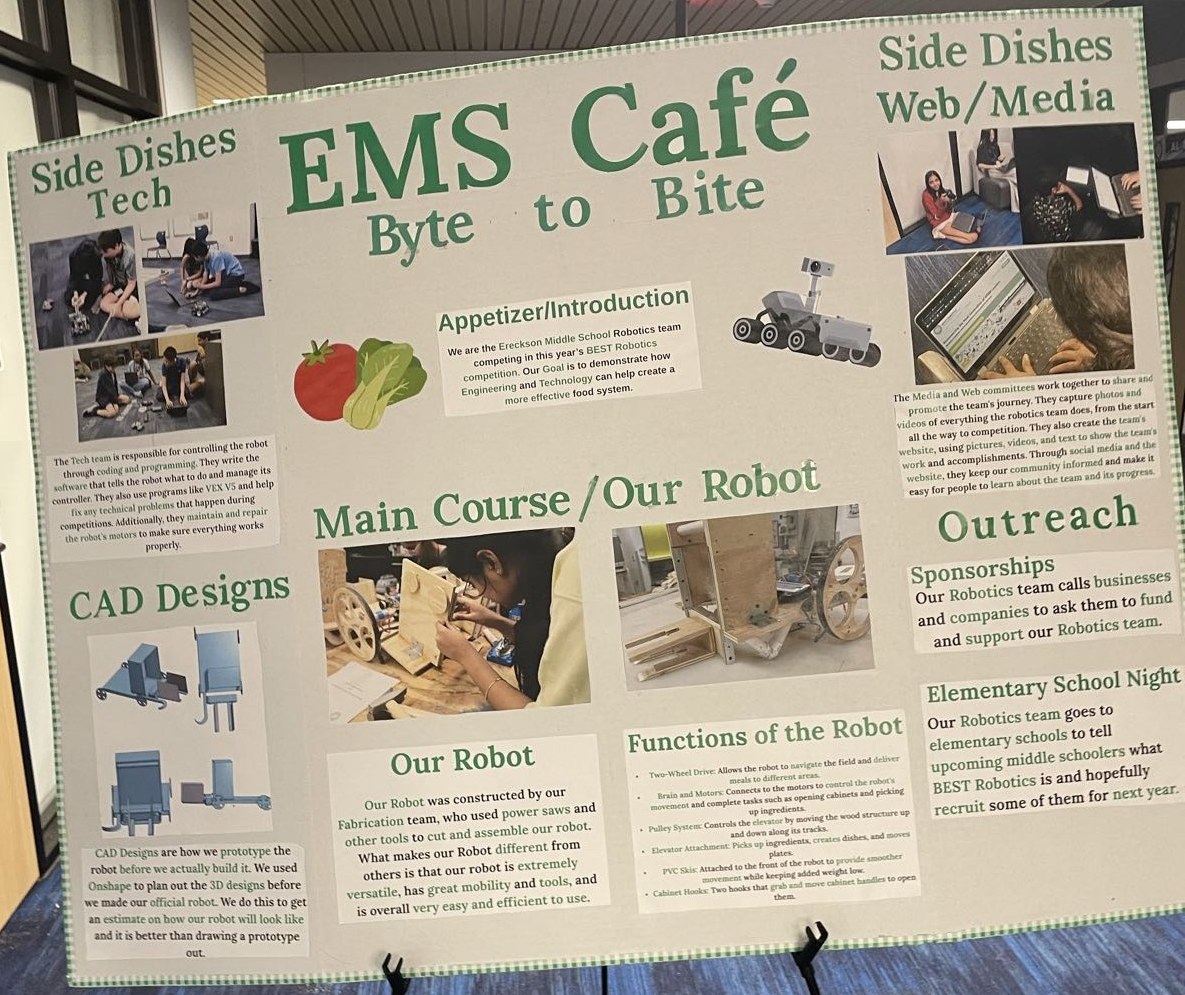 EMS Café
Byte to Bite
Side Dishes
Tech
The Tech team is responsible for controlling the robot
through coding and programming. They write the
software that tells the robot what to do and manage its
controller. They also use programs like VEX V5 and help
fix any technical problems that happen during
competitions. Additionally, they maintain and repair
the robot's motors to make sure everything works
properly.
CAD Designs
CAD Designs are how we prototype the
robot before we actually build it. We used
Onshape to plan out the 3D designs before
we made our official robot. We do this to get
an estimate on how our robot will look like
and it is better than drawing a prototype
out.
Appetizer/Introduction
We are the Ereckson Middle School Robotics team
competing in this year's BEST Robotics
competition. Our Goal is to demonstrate how
Engineering and Technology can help create a
more effective food system.
Main Course/Our Robot
Our Robot
Our Robot was constructed by our
Fabrication team, who used power saws and
other tools to cut and assemble our robot.
What makes our Robot different from
others is that our robot is extremely
versatile, has great mobility and tools, and
is overall very easy and efficient to use.
Functions of the Robot
• Two-Wheel Drive: Allows the robot to navigate the field and deliver
meals to different areas.
• Brain and Motors: Connects to the motors to control the robot's
movement and complete tasks such as opening cabinets and picking
up ingredients.
• Pulley System: Controls the elevator by moving the wood structure up
and down along its tracks.
• Elevator Attachment: Picks up ingredients, creates dishes, and moves
plates.
• PVC Skis: Attached to the front of the robot to provide smoother
movement while keeping added weight low.
• Cabinet Hooks: Two hooks that grab and move cabinet handles to open
them.
Side Dishes
Web/Media
The Media and Web committees work together to share and
promote the team's journey. They capture photos and
videos of everything the robotics team does, from the start
all the way to competition. They also create the team's
website, using pictures, videos, and text to show the team's
work and accomplishments. Through social media and the
website, they keep our community informed and make it
easy for people to learn about the team and its progress.
Outreach
Sponsorships
Our Robotics team calls businesses
and companies to ask them to fund
and support our Robotics team.
Elementary School Night
Our Robotics team goes to
elementary schools to tell
upcoming middle schoolers what
BEST Robotics is and hopefully
recruit some of them for next year.